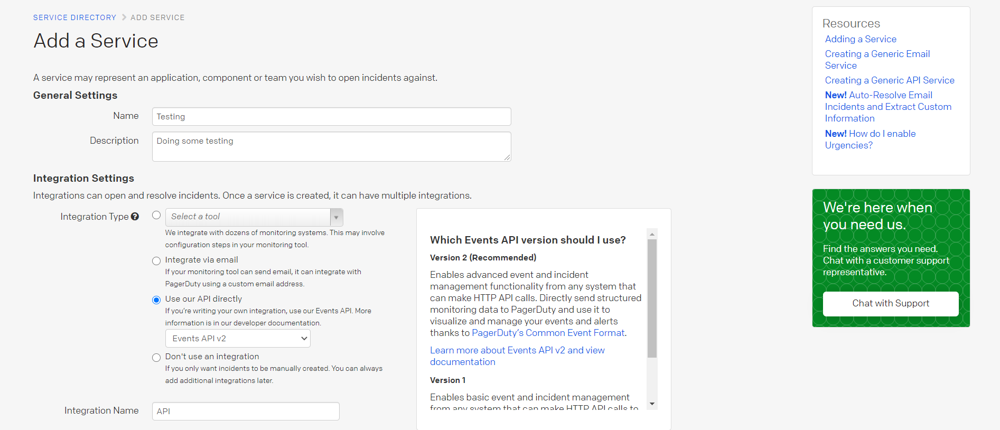 SERVICE DIRECTORY > ADD SERVICE
Add a Service
A service may represent an application, component or team you wish to open incidents against.
General Settings
Name
Testing
Description
Doing some testing
Integration Settings
Integrations can open and resolve incidents. Once a service is created, it can have multiple integrations.
Integration Type ?
Select a tool
We integrate with dozens of monitoring systems. This may involve
configuration steps in your monitoring tool.
Integrate via email
If your monitoring tool can send email, it can integrate with
PagerDuty using a custom email address.
Use our API directly
If you're writing your own integration, use our Events API. More
information is in our developer documentation.
Events API v2
Don't use an integration
If you only want incidents to be manually created. You can always
add additional integrations later.
Integration Name
API
Which Events API version should I use?
Version 2 (Recommended)
Enables advanced event and incident
management functionality from any system that
can make HTTP API calls. Directly send structured
monitoring data to PagerDuty and use it to
visualize and manage your events and alerts
thanks to PagerDuty's Common Event Format.
Learn more about Events API v2 and view
documentation
Version 1
Enables basic event and incident management
from any system that can make HTTP API calls to
Resources
Adding a Service
Creating a Generic Email
Service
Creating a Generic API Service
New! Auto-Resolve Email
Incidents and Extract Custom
Information
New! How do I enable
Urgencies?
We're here when
you need us.
Find the answers you need.
Chat with a customer support
representative.
Chat with Support